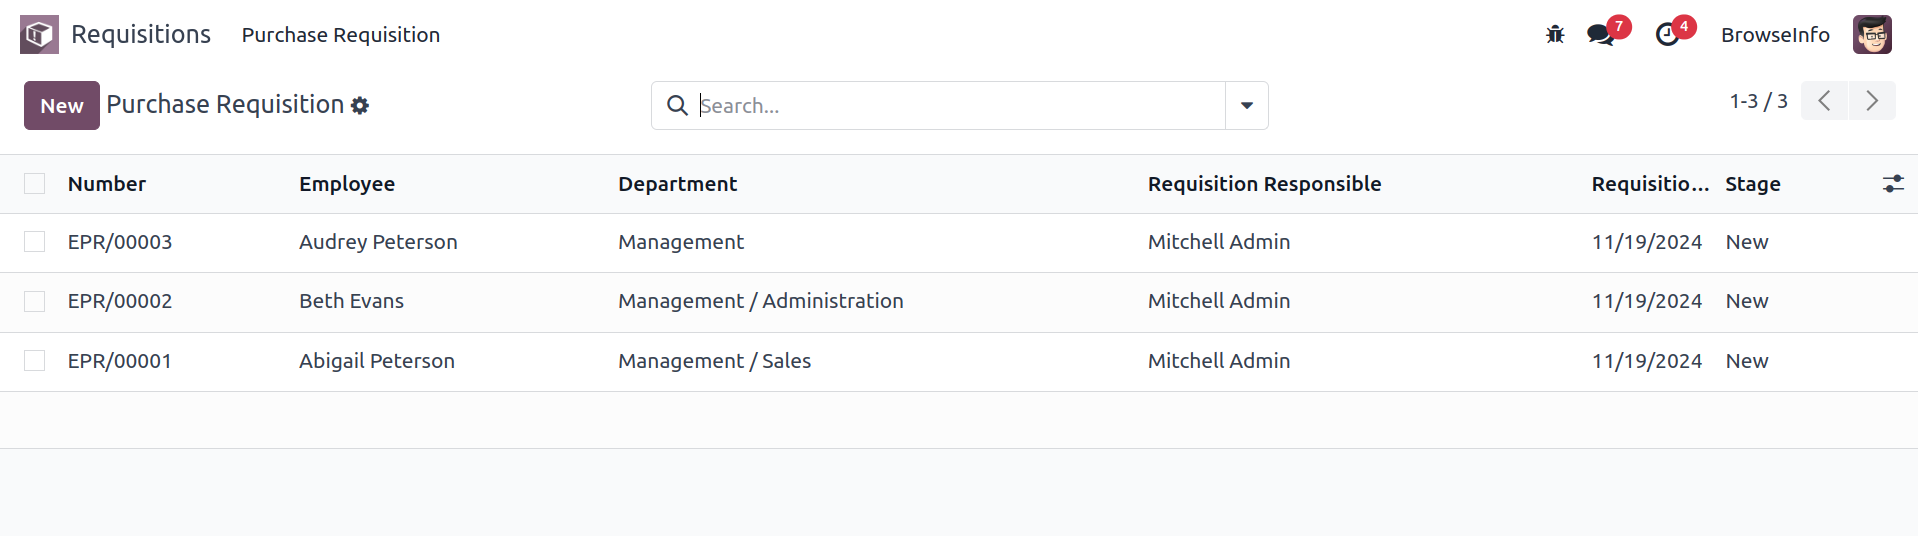 Requisitions Purchase Requisition 7 4 BrowseInfo
New Purchase Requisition Search... 1-3 / 3
Number Employee Department Requisition Responsible Requisitio... Stage
EPR/00003 Audrey Peterson Management Mitchell Admin 11/19/2024 New
EPR/00002 Beth Evans Management / Administration Mitchell Admin 11/19/2024 New
EPR/00001 Abigail Peterson Management / Sales Mitchell Admin 11/19/2024 New